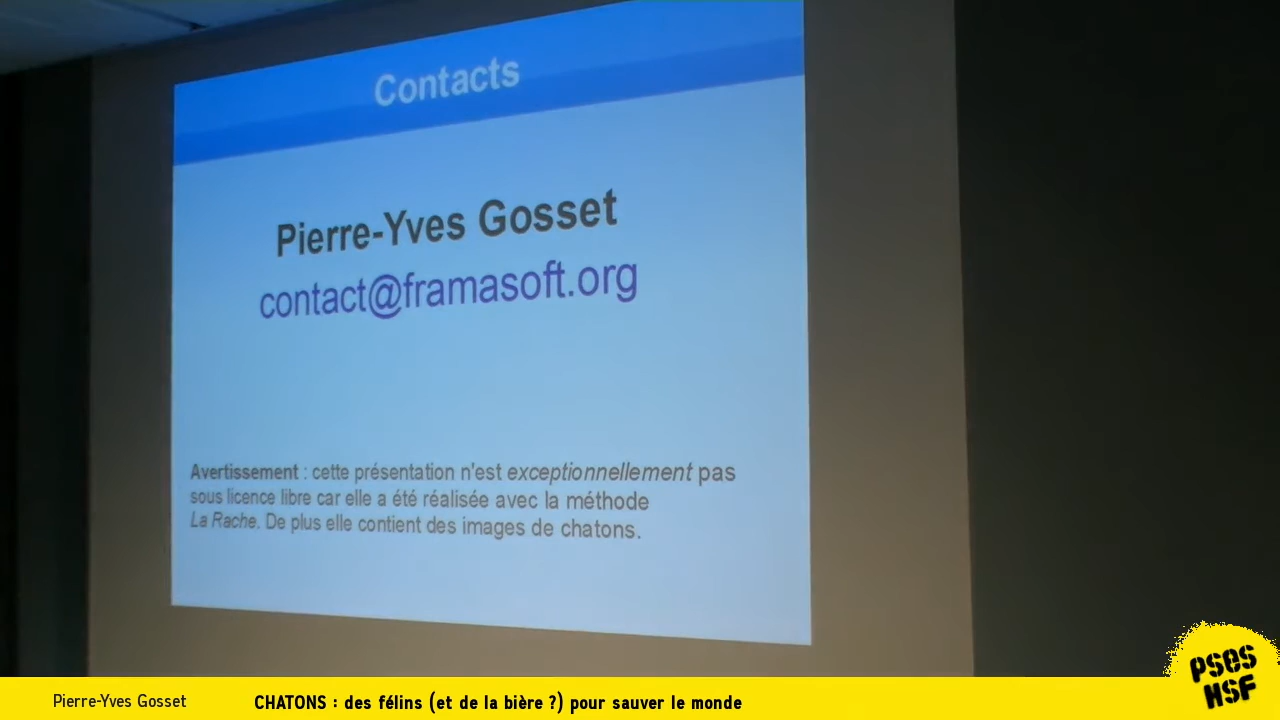 Contacts
Pierre-Yves Gosset
contact@framasoft.org
Avertissement : cette présentation n'est exceptionnellement pas
sous licence libre car elle a été réalisée avec la méthode
La Rache. De plus elle contient des images de chatons.
PSES
HSF
Pierre-Yves Gosset
CHATONS : des félins (et de la bière ?) pour sauver le monde